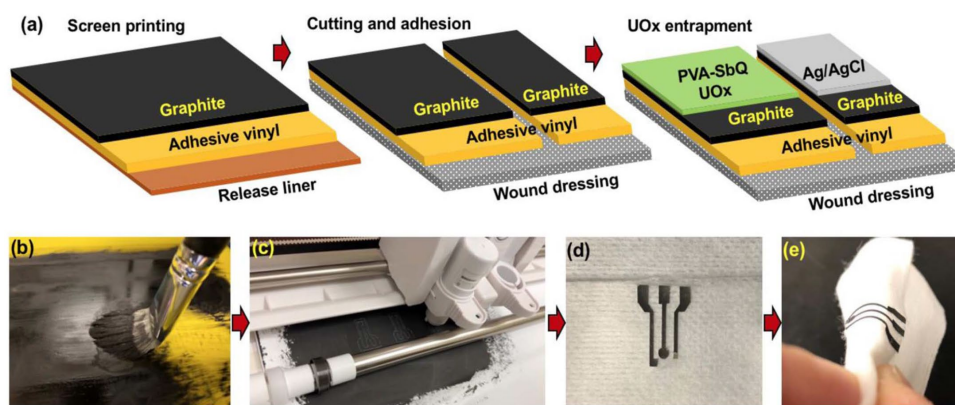 (a)
Screen printing
Cutting and adhesion
UOx entrapment
Graphite
Adhesive vinyl
Release liner
Graphite
Graphite
Adhesive vinyl
Wound dressing
PVA-SbQ
UOx
Ag/AgCl
Graphite
Graphite
Adhesive vinyl
Wound dressing
(b)
(c)
(d)
(e)